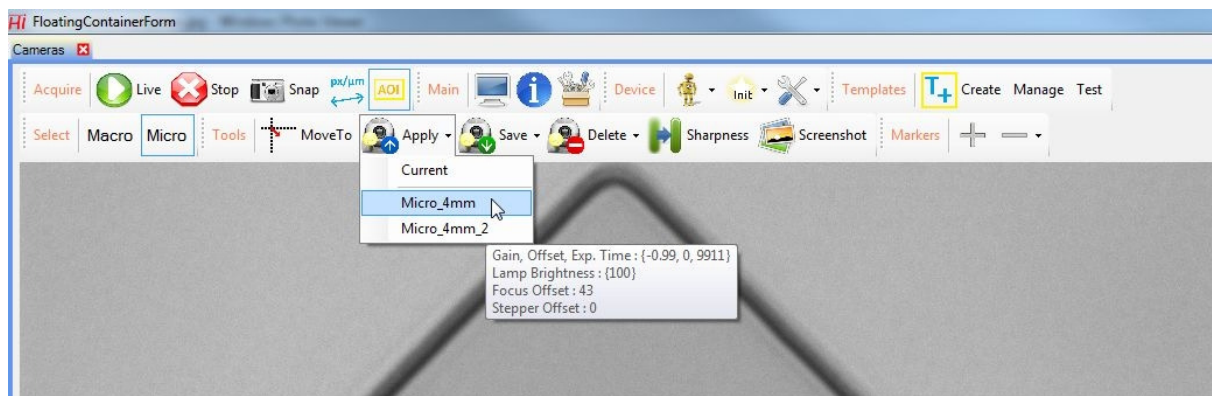 Hi FloatingContainerForm
Cameras
Acquire Live Stop Snap px/μm AOI Main Device Init Templates T+ Create Manage Test
Select Macro Micro Tools MoveTo Apply Save Delete Sharpness Screenshot Markers
Current
Micro_4mm
Micro_4mm_2
Gain, Offset, Exp. Time : {-0.99, 0, 9911}
Lamp Brightness : {100}
Focus Offset : 43
Stepper Offset : 0